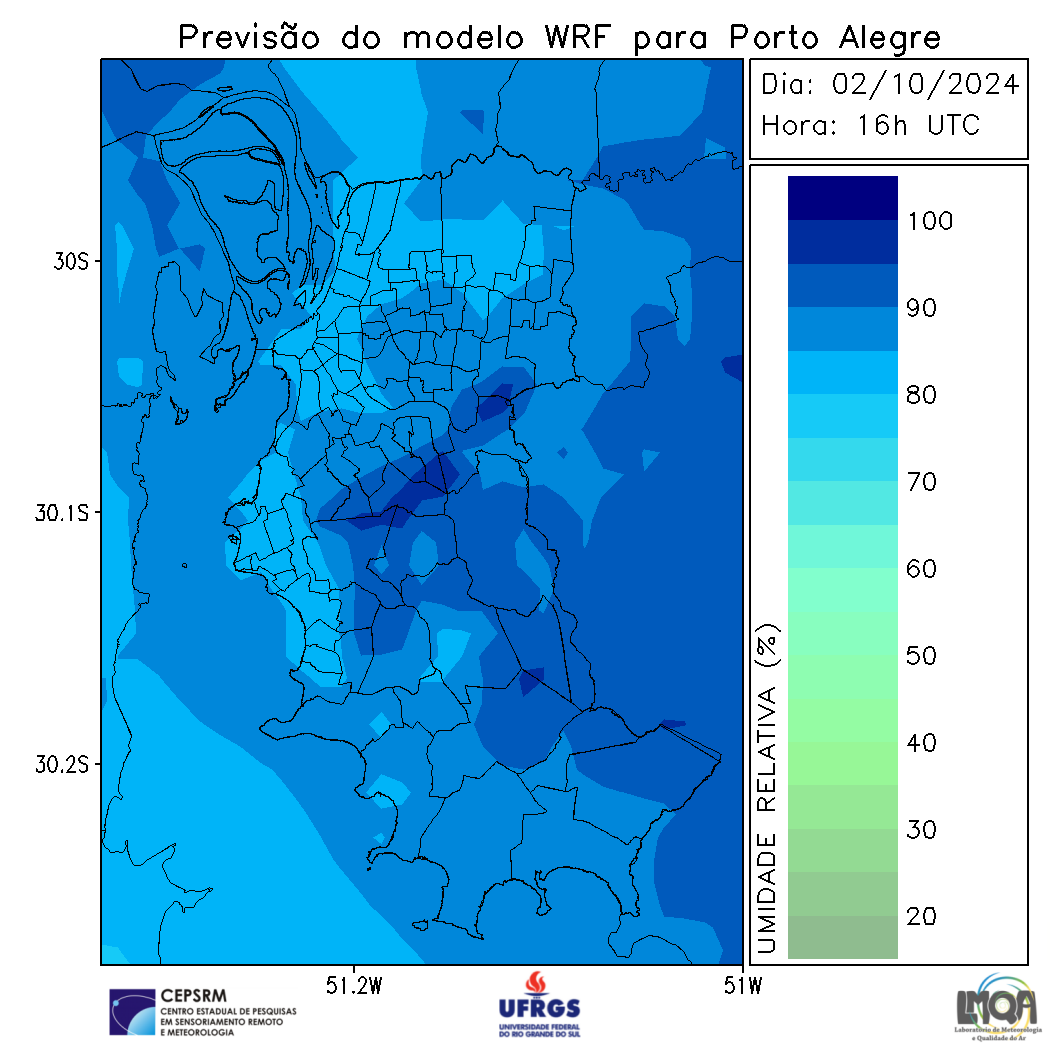 Previsão do modelo WRF para Porto Alegre
Dia: 02/10/2024
Hora: 16h UTC
30S
30.1S
30.2S
51.2W
51W
100
90
80
70
60
50
40
30
20
UMIDADE RELATIVA (%)
CEPSRM
CENTRO ESTADUAL DE PESQUISAS
EM SENSORIAMENTO REMOTO
E METEOROLOGIA
UFRGS
UNIVERSIDADE FEDERAL
DO RIO GRANDE DO SUL
LMQA
Laboratório de Meteorologia
e Qualidade do Ar